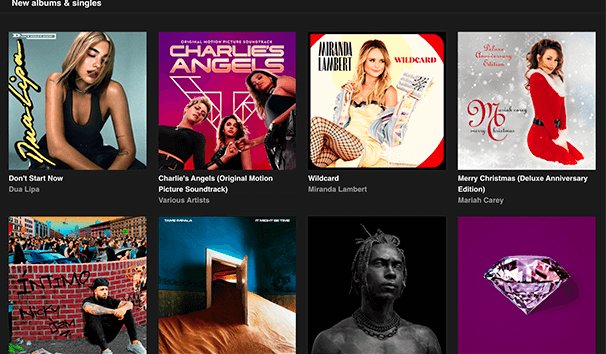 New albums & singles
Dua Lipa
ORIGINAL MOTION PICTURE SOUNDTRACK
CHARLIE'S
ANGELS
MIRANDA
LAMBERT
WILDCARD
Deluxe
Anniversary
Edition
Mariah carey
merry Christmas
Don't Start Now
Dua Lipa
Charlie's Angels (Original Motion
Picture Soundtrack)
Various Artists
Wildcard
Miranda Lambert
Merry Christmas (Deluxe Anniversary
Edition)
Mariah Carey
ÍNTIMO
NICKY
JAM
TAME IMPALA
IT MIGHT BE TIME